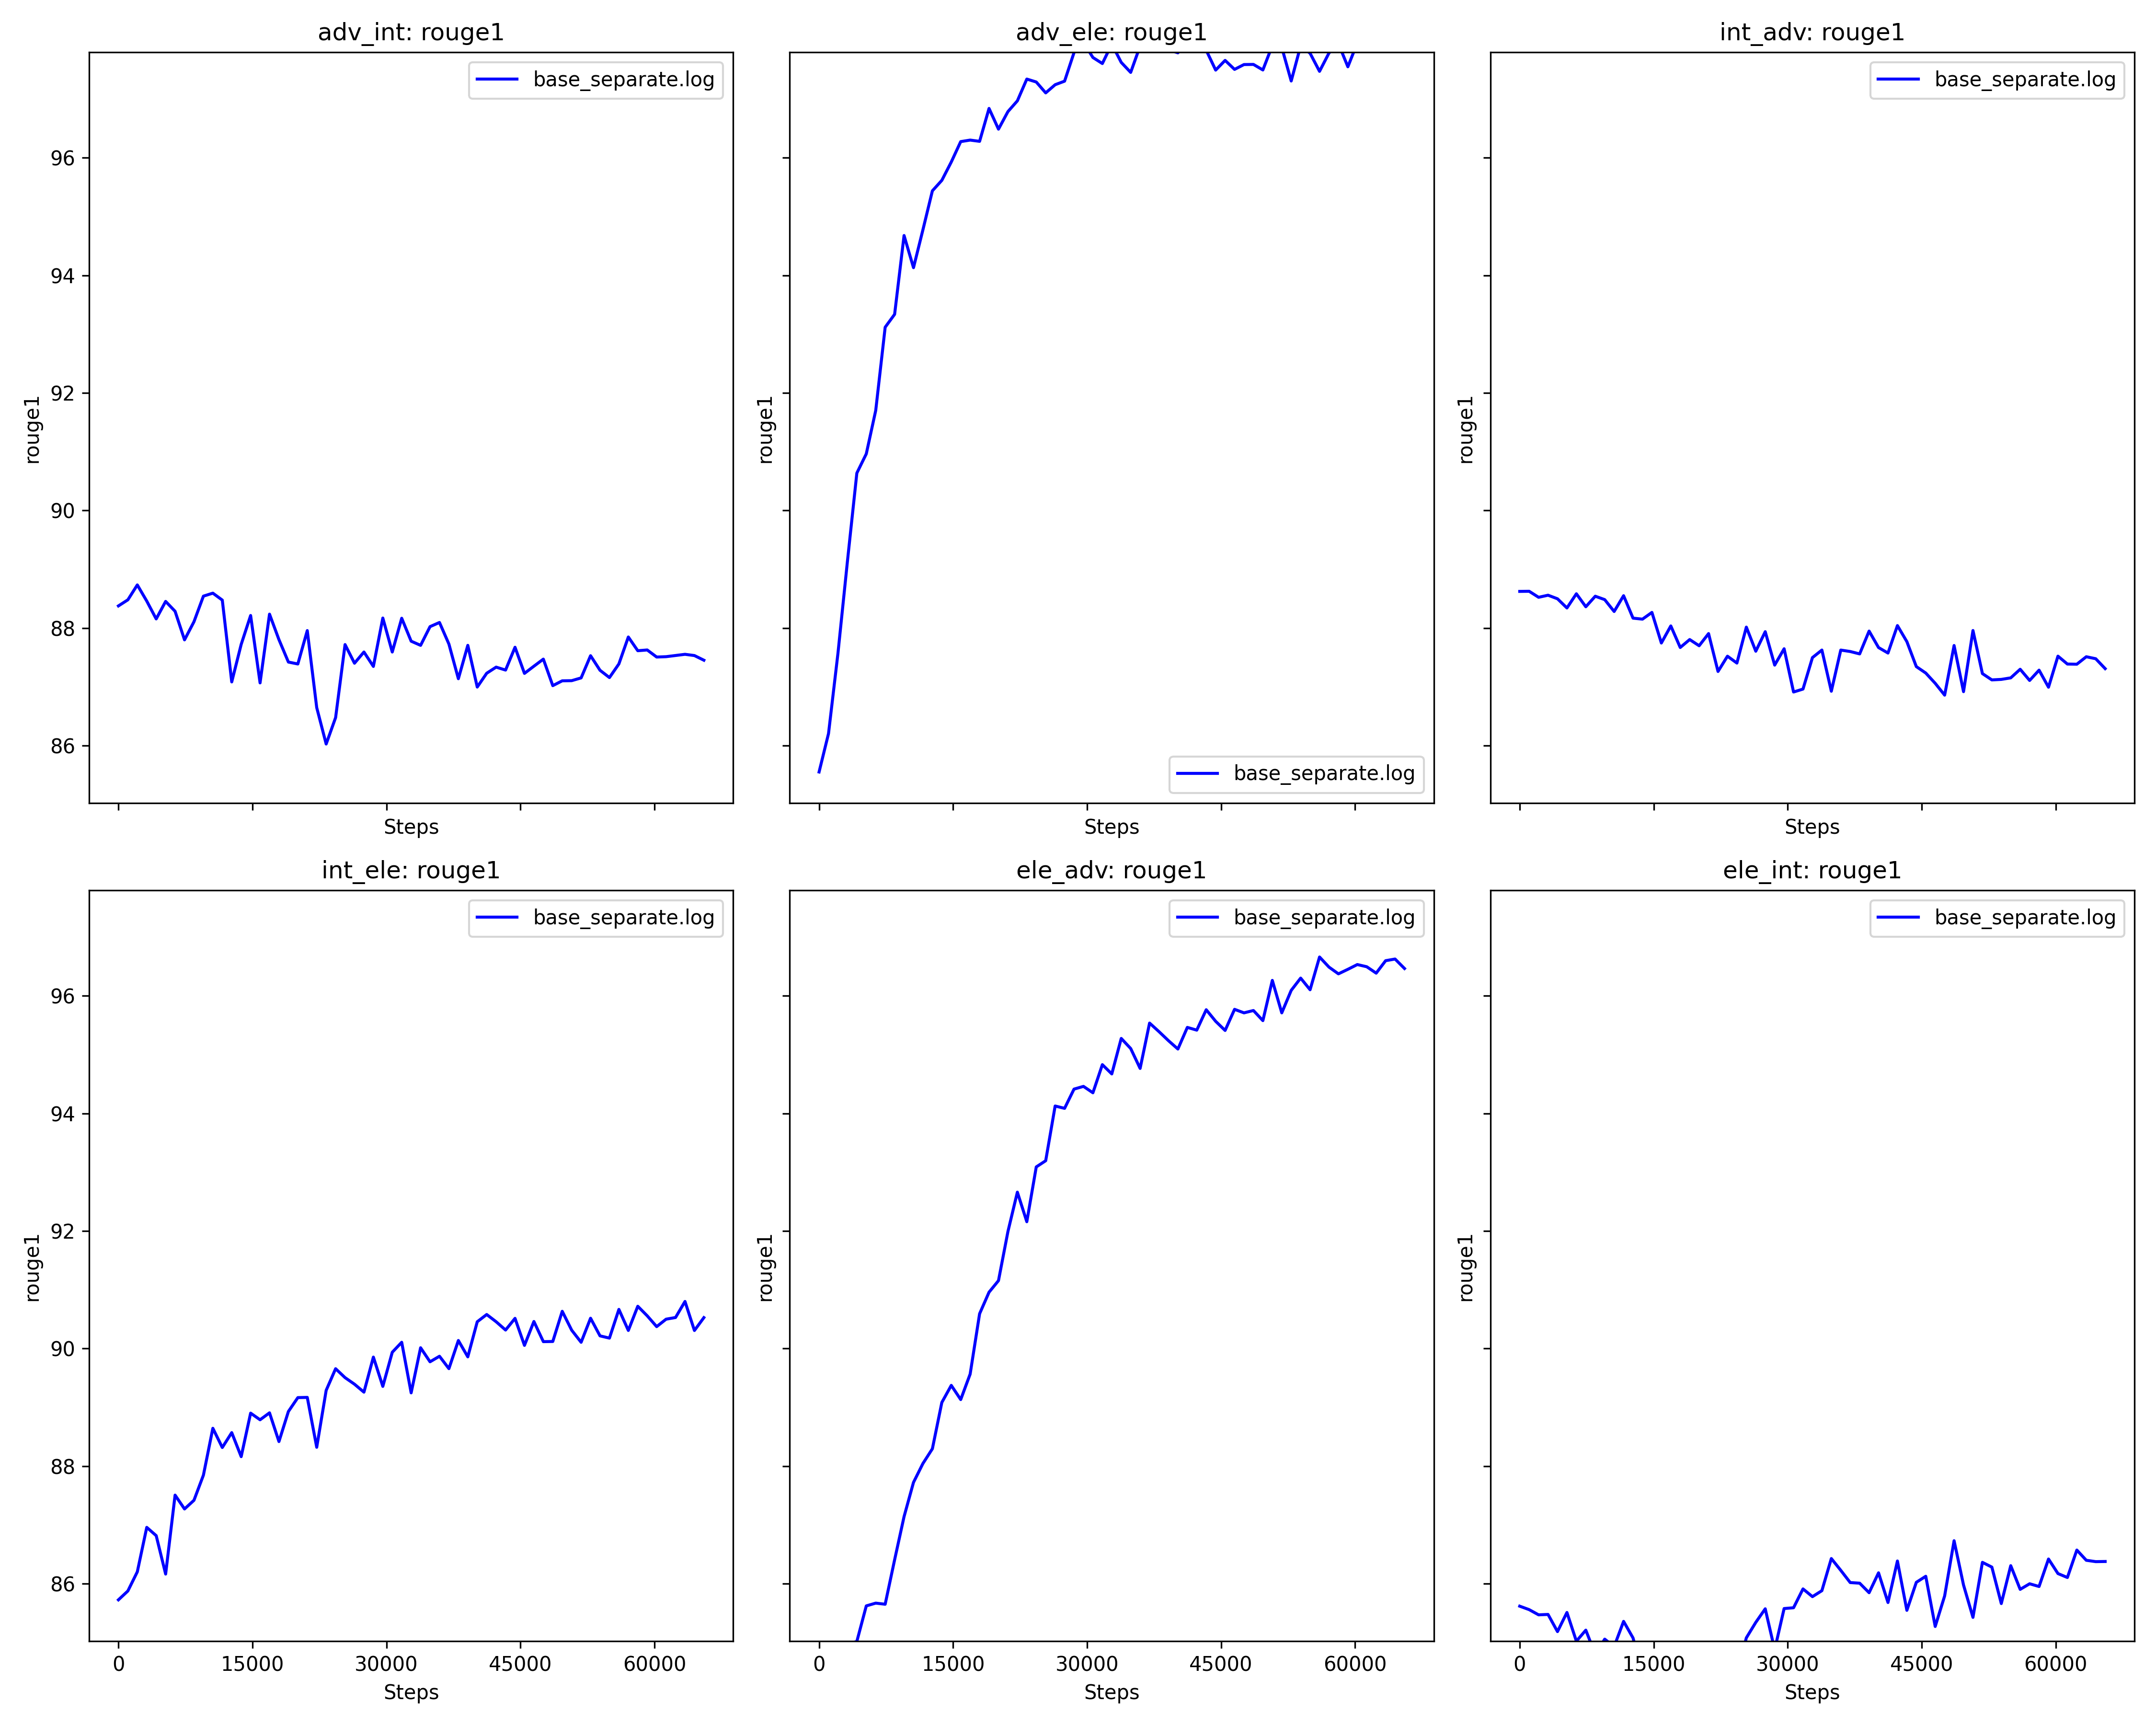 adv_int: rouge1
base_separate.log
96
94
92
90
88
86
rouge1
Steps
adv_ele: rouge1
base_separate.log
rouge1
Steps
int_adv: rouge1
base_separate.log
rouge1
Steps
int_ele: rouge1
base_separate.log
96
94
92
90
88
86
rouge1
0 15000 30000 45000 60000
Steps
ele_adv: rouge1
base_separate.log
rouge1
0 15000 30000 45000 60000
Steps
ele_int: rouge1
base_separate.log
rouge1
0 15000 30000 45000 60000
Steps